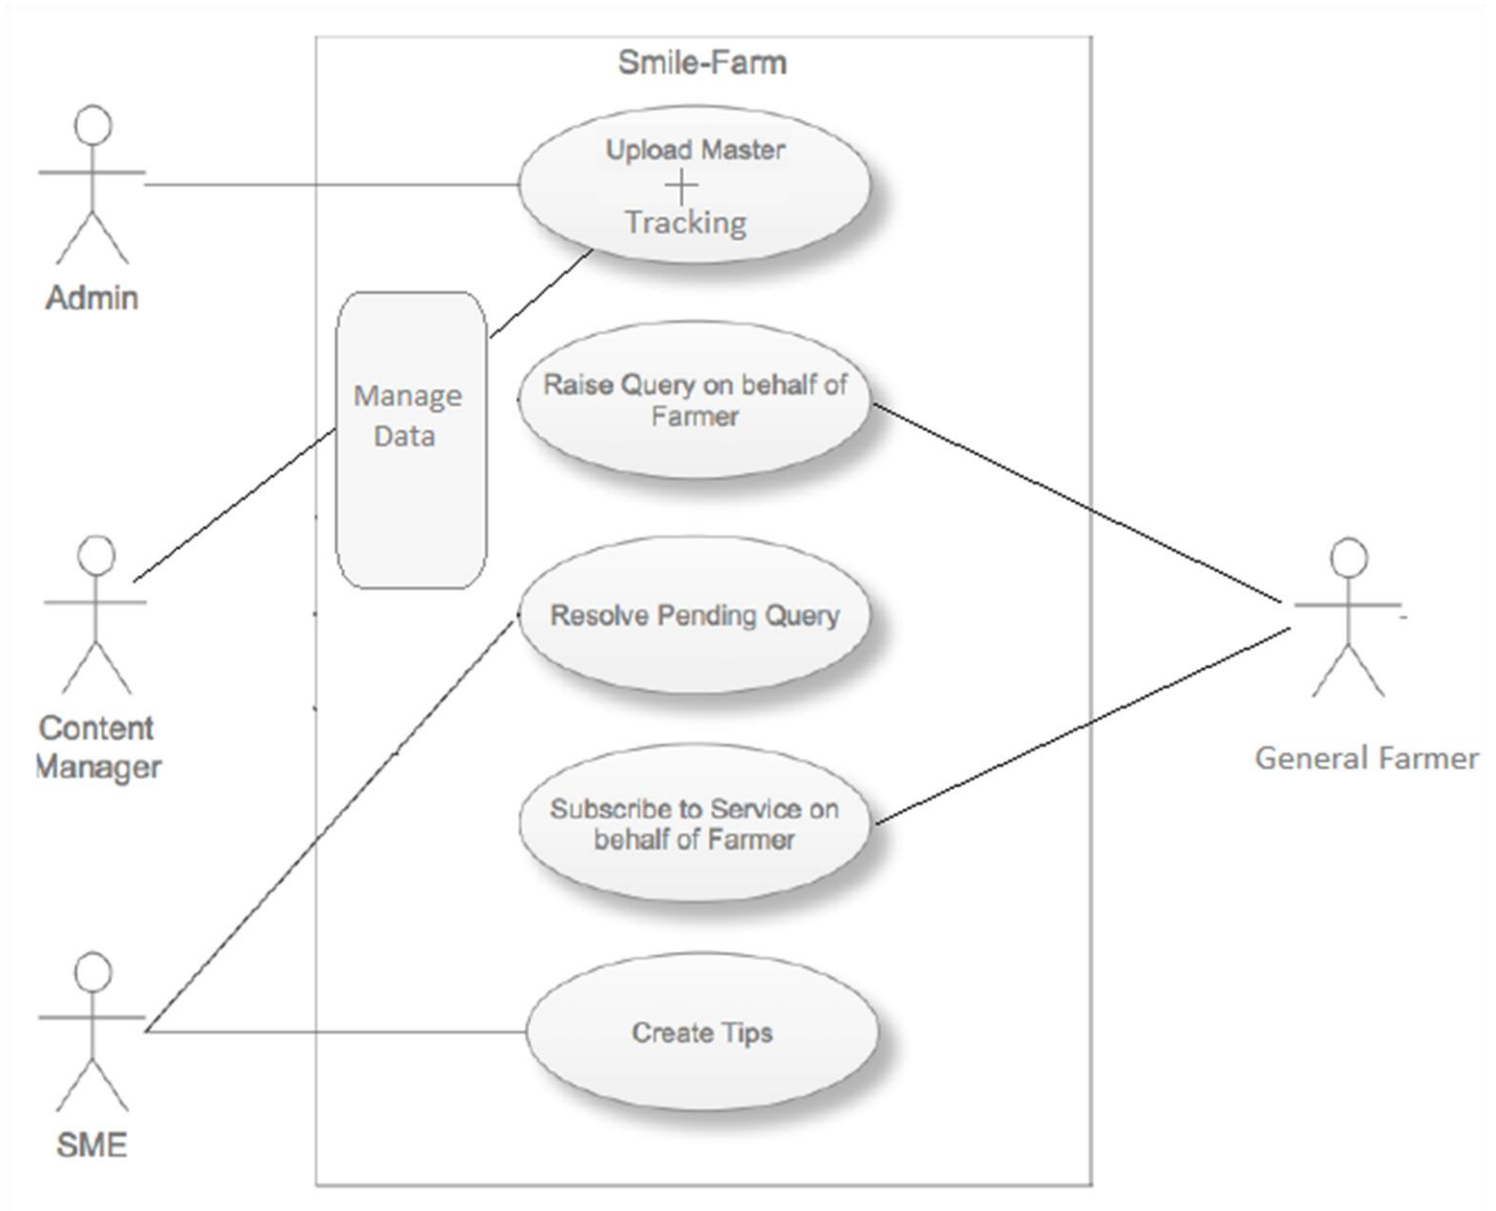 Smile-Farm
Upload Master
+
Tracking
Admin
Manage
Data
Raise Query on behalf of
Farmer
Resolve Pending Query
Content
Manager
General Farmer
Subscribe to Service on
behalf of Farmer
Create Tips
SME